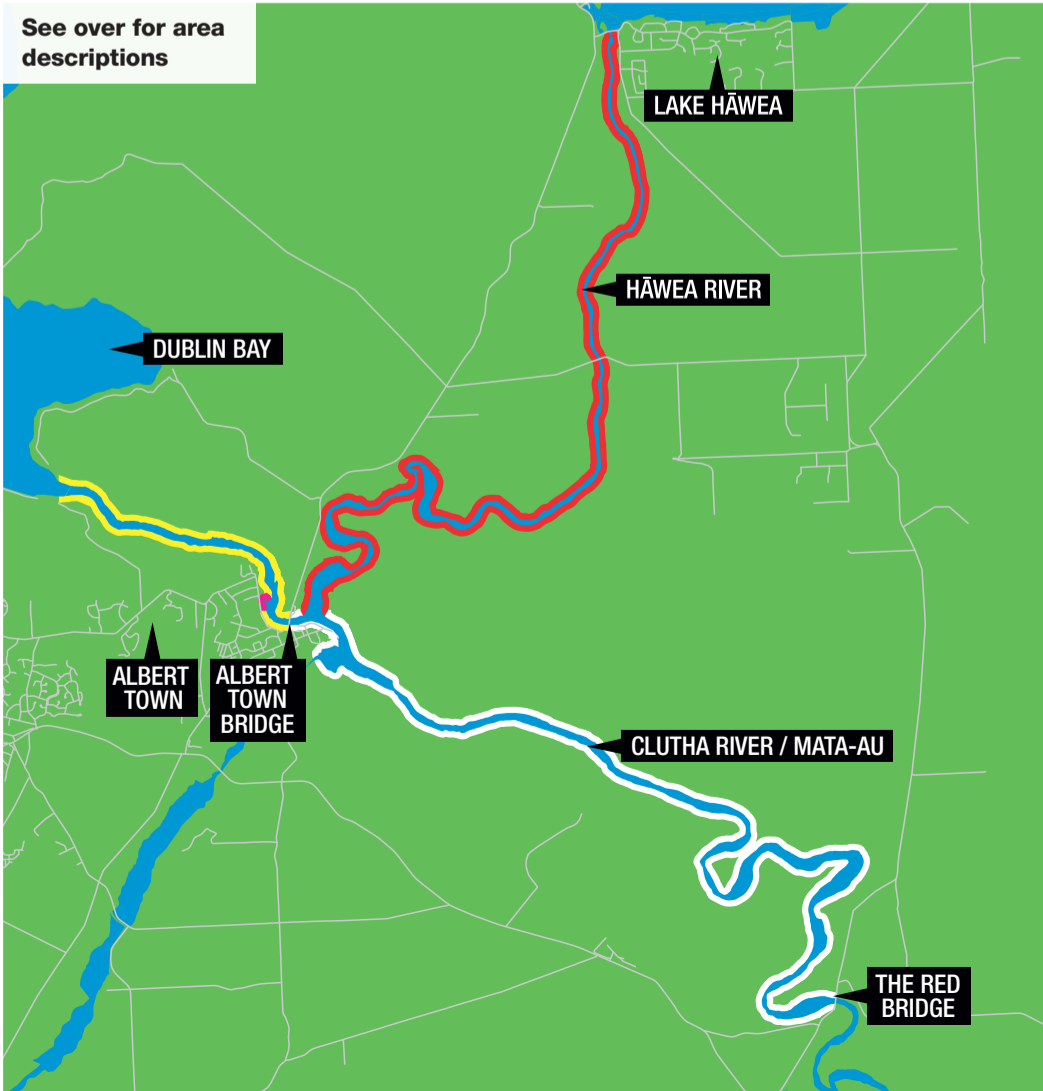 See over for area
descriptions
LAKE HĀWEA
HĀWEA RIVER
DUBLIN BAY
ALBERT
TOWN
ALBERT
TOWN
BRIDGE
CLUTHA RIVER / MATA-AU
THE RED
BRIDGE